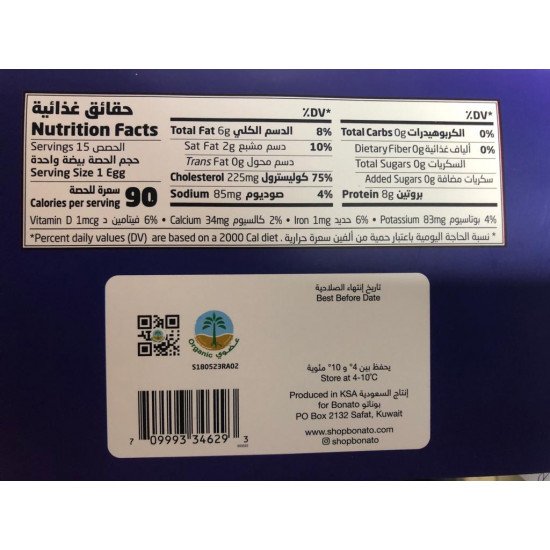 حقائق غذائية
Nutrition Facts
Servings 15 الحصص
حجم الحصة بيضة واحدة
Serving Size 1 Egg
سعرة للحصة
Calories per serving
90
٪DV*
Total Fat 6g الدسم الكلي 8%
Sat Fat 2g دسم مشبع 10%
Trans Fat 0g دسم محول
Cholesterol 225mg كوليسترول 75%
Sodium 85mg صوديوم 4%
٪DV*
Total Carbs 0g الكربوهيدرات 0%
Dietary Fiber 0g ألياف غذائية 0%
Total Sugars 0g السكريات
Added Sugars 0g سكريات مضافة
Protein 8g بروتين
Vitamin D 1mcg فيتامين د 6% • Calcium 34mg كالسيوم 2% • Iron 1mg حديد 6% • Potassium 83mg بوتاسيوم 4%
*Percent daily values (DV) are based on a 2000 Cal diet . نسبة الحاجة اليومية باعتبار حمية من ألفين سعرة حرارية *
تاريخ إنتهاء الصلاحية
Best Before Date
Organic عضوي
S180523RA02
يحفظ بين 4° و 10° مئوية
Store at 4-10°C
Produced in KSA إنتاج السعودية
for Bonato بوناتو
PO Box 2132 Safat, Kuwait
www.shopbonato.com
shopbonato
7 09993 34629 3